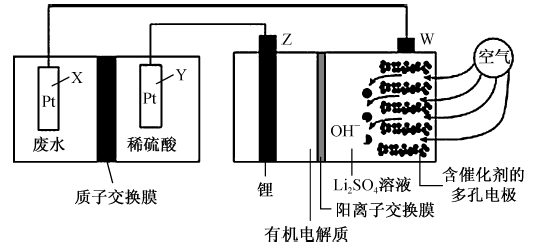 Z
W
X
Y
空气
Pt
Pt
OH⁻
废水
稀硫酸
Li₂SO₄溶液
含催化剂的
多孔电极
质子交换膜
锂
阳离子交换膜
有机电解质